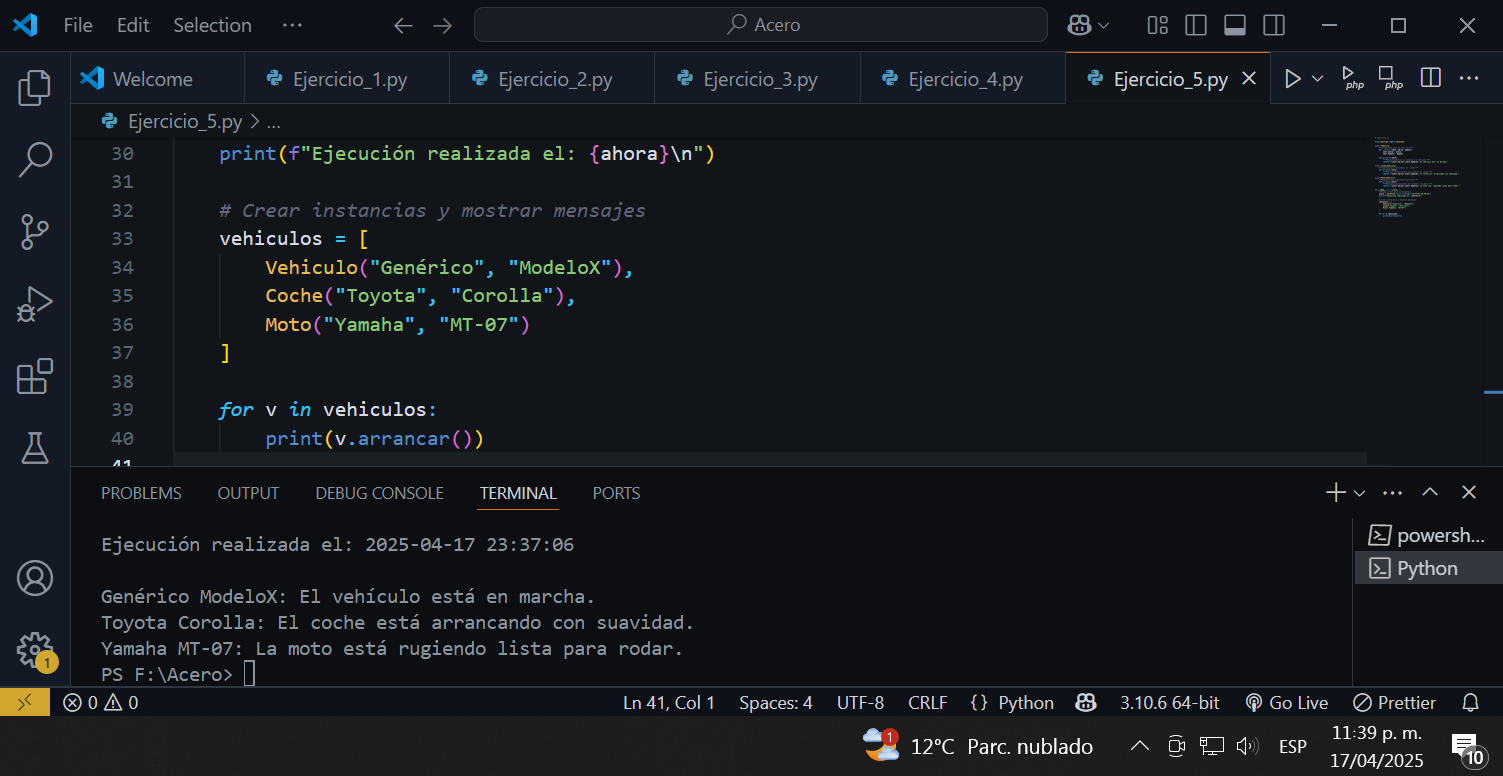 File Edit Selection ··· Acero
Welcome Ejercicio_1.py Ejercicio_2.py Ejercicio_3.py Ejercicio_4.py Ejercicio_5.py php php ···
Ejercicio_5.py > ...
30 print(f"Ejecución realizada el: {ahora}\n")
31
32 # Crear instancias y mostrar mensajes
33 vehiculos = [
34 Vehiculo("Genérico", "ModeloX"),
35 Coche("Toyota", "Corolla"),
36 Moto("Yamaha", "MT-07")
37 ]
38
39 for v in vehiculos:
40 print(v.arrancar())
41
PROBLEMS OUTPUT DEBUG CONSOLE TERMINAL PORTS
Ejecución realizada el: 2025-04-17 23:37:06
Genérico ModeloX: El vehículo está en marcha.
Toyota Corolla: El coche está arrancando con suavidad.
Yamaha MT-07: La moto está rugiendo lista para rodar.
PS F:\Acero>
powersh...
Python
1
0 0 Ln 41, Col 1 Spaces: 4 UTF-8 CRLF {} Python 3.10.6 64-bit Go Live Prettier
1 12°C Parc. nublado ESP 11:39 p. m.
17/04/2025 10